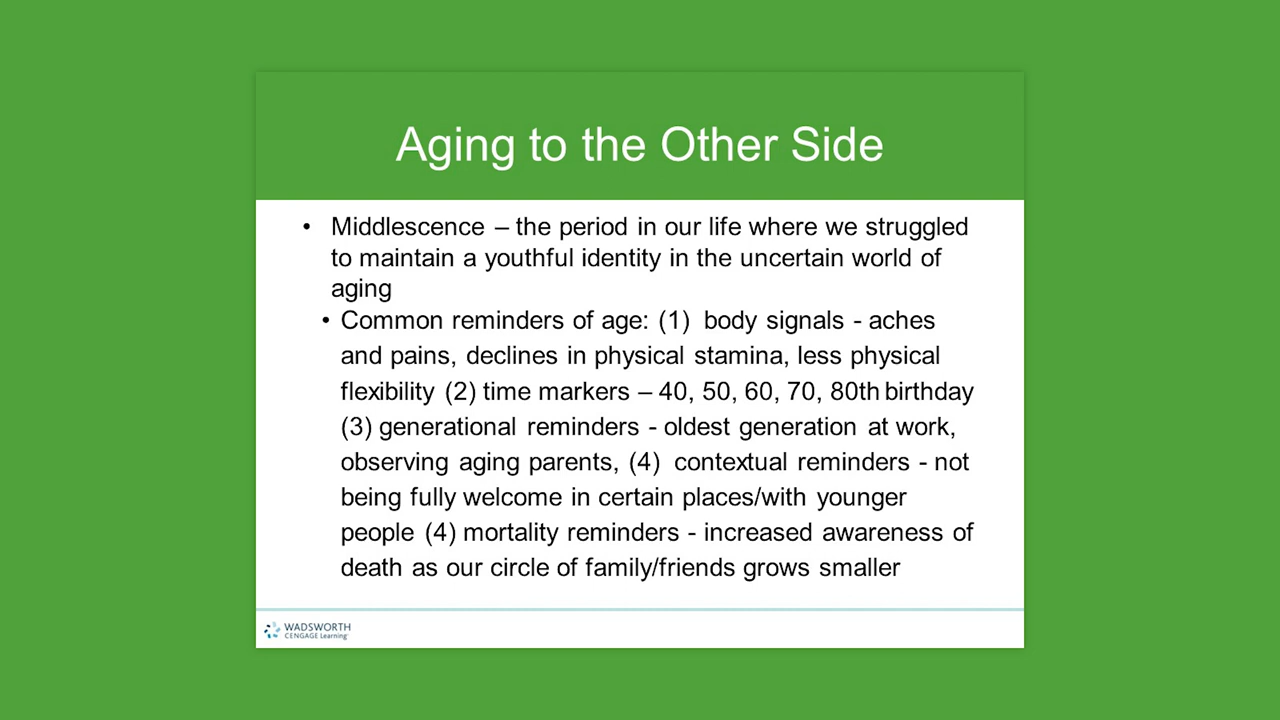 Aging to the Other Side
• Middlescence – the period in our life where we struggled
to maintain a youthful identity in the uncertain world of
aging
• Common reminders of age: (1) body signals - aches
and pains, declines in physical stamina, less physical
flexibility (2) time markers – 40, 50, 60, 70, 80th birthday
(3) generational reminders - oldest generation at work,
observing aging parents, (4) contextual reminders - not
being fully welcome in certain places/with younger
people (4) mortality reminders - increased awareness of
death as our circle of family/friends grows smaller
WADSWORTH
CENGAGE Learning